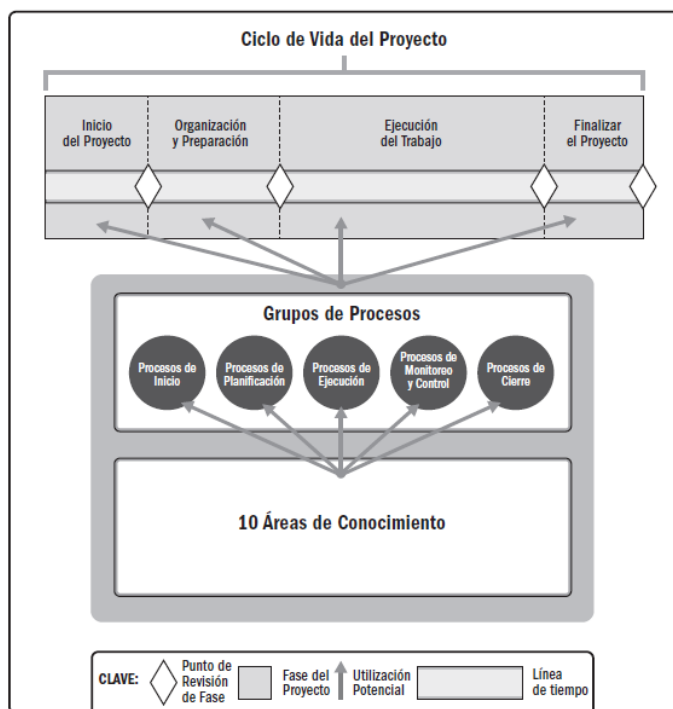 Ciclo de Vida del Proyecto
Inicio
del Proyecto
Organización
y Preparación
Ejecución
del Trabajo
Finalizar
el Proyecto
Grupos de Procesos
Procesos de
Inicio
Procesos de
Planificación
Procesos de
Ejecución
Procesos de
Monitoreo
y Control
Procesos de
Cierre
10 Áreas de Conocimiento
CLAVE:
Punto de
Revisión
de Fase
Fase del
Proyecto
Utilización
Potencial
Línea
de tiempo